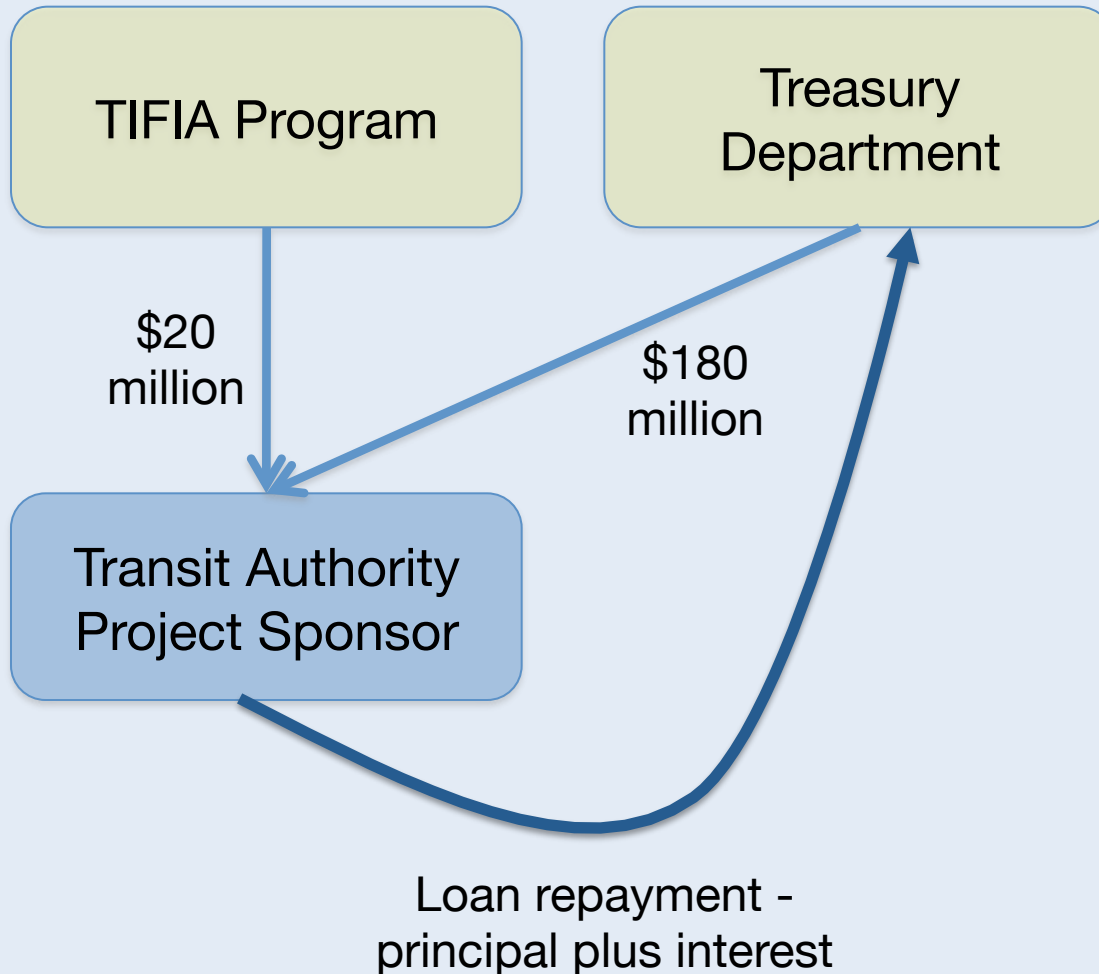 TIFIA Program
Treasury
Department
$20
million
$180
million
Transit Authority
Project Sponsor
Loan repayment -
principal plus interest